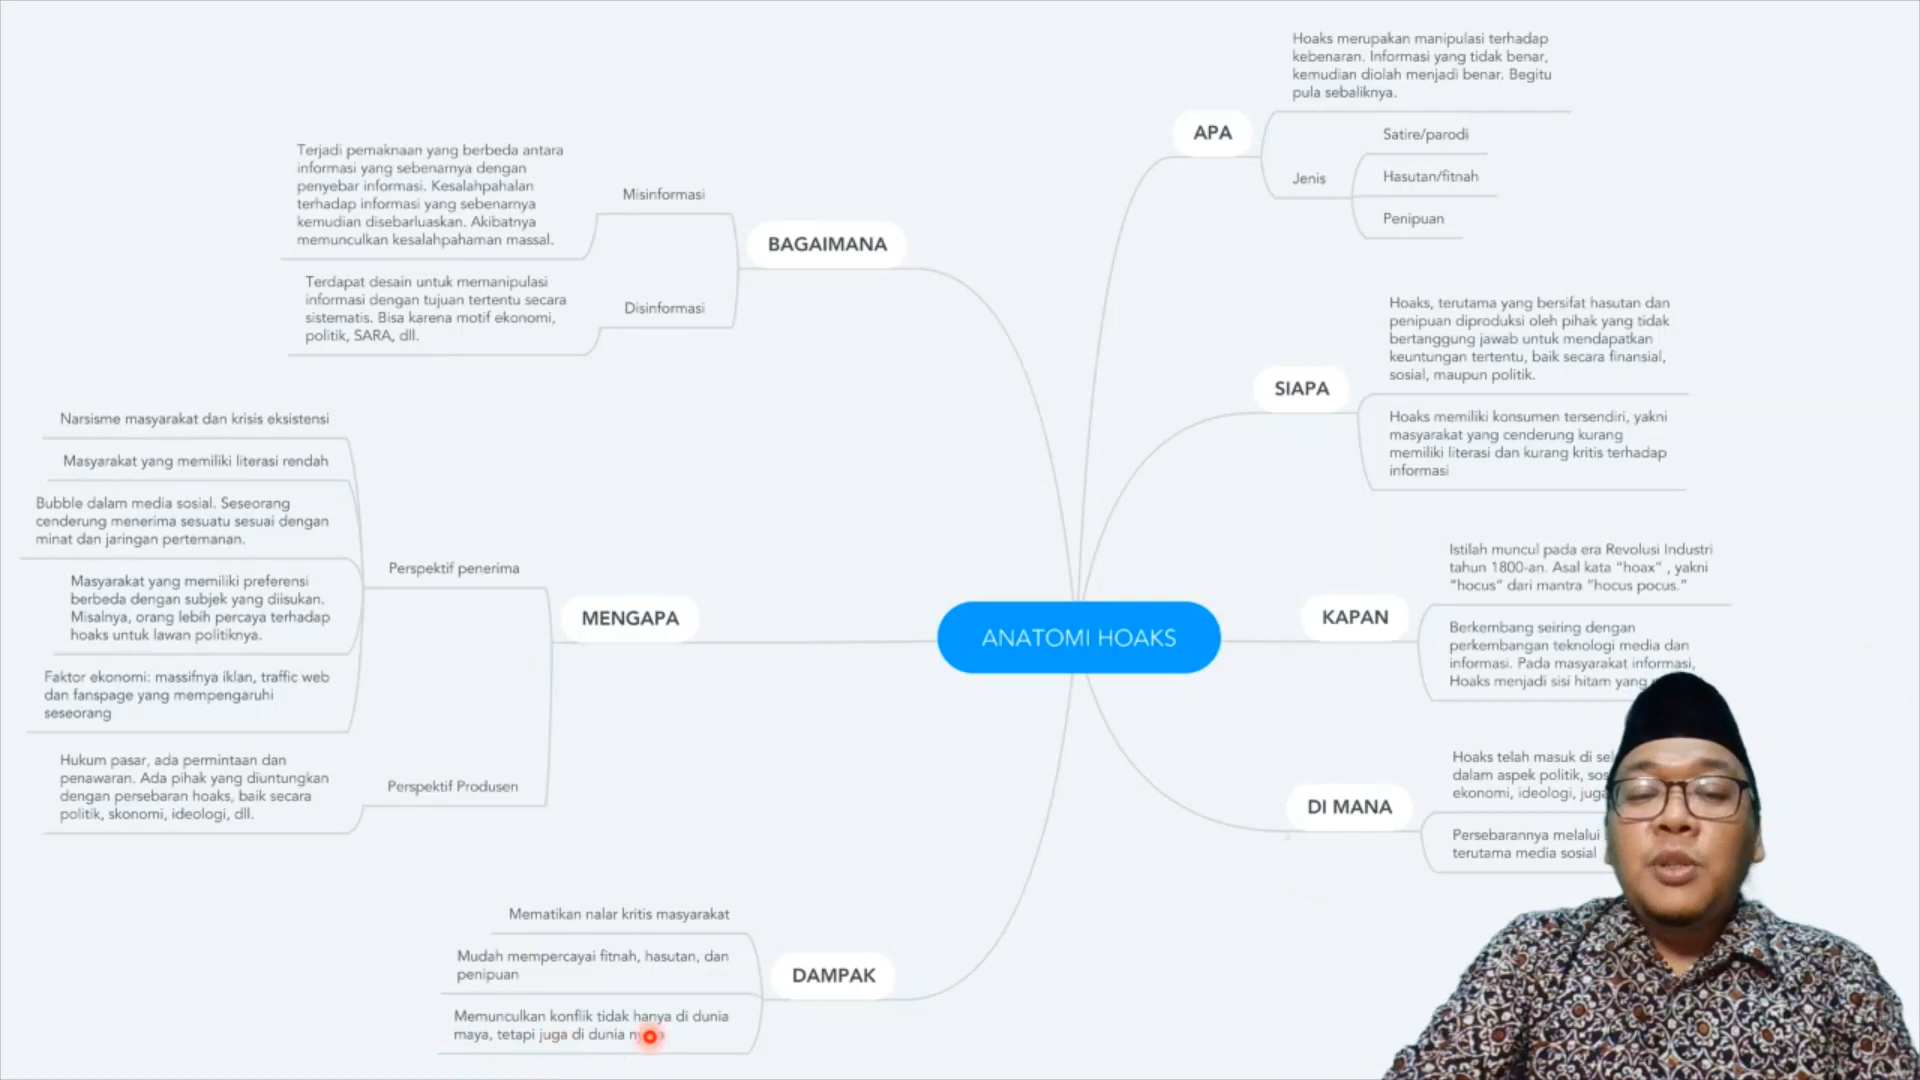 ANATOMI HOAKS
APA
Hoaks merupakan manipulasi terhadap
kebenaran. Informasi yang tidak benar,
kemudian diolah menjadi benar. Begitu
pula sebaliknya.
Jenis
Satire/parodi
Hasutan/fitnah
Penipuan
SIAPA
Hoaks, terutama yang bersifat hasutan dan
penipuan diproduksi oleh pihak yang tidak
bertanggung jawab untuk mendapatkan
keuntungan tertentu, baik secara finansial,
sosial, maupun politik.
Hoaks memiliki konsumen tersendiri, yakni
masyarakat yang cenderung kurang
memiliki literasi dan kurang kritis terhadap
informasi
KAPAN
Istilah muncul pada era Revolusi Industri
tahun 1800-an. Asal kata “hoax” , yakni
“hocus” dari mantra “hocus pocus.”
Berkembang seiring dengan
perkembangan teknologi media dan
informasi. Pada masyarakat informasi,
Hoaks menjadi sisi hitam yang
DI MANA
Hoaks telah masuk di
dalam aspek politik,
ekonomi, ideologi,
Persebarannya melalui
terutama media sosial
BAGAIMANA
Misinformasi
Terjadi pemaknaan yang berbeda antara
informasi yang sebenarnya dengan
penyebar informasi. Kesalahpahalan
terhadap informasi yang sebenarnya
kemudian disebarluaskan. Akibatnya
memunculkan kesalahpahaman massal.
Disinformasi
Terdapat desain untuk memanipulasi
informasi dengan tujuan tertentu secara
sistematis. Bisa karena motif ekonomi,
politik, SARA, dll.
MENGAPA
Perspektif penerima
Narsisme masyarakat dan krisis eksistensi
Masyarakat yang memiliki literasi rendah
Bubble dalam media sosial. Seseorang
cenderung menerima sesuatu sesuai dengan
minat dan jaringan pertemanan.
Masyarakat yang memiliki preferensi
berbeda dengan subjek yang diisukan.
Misalnya, orang lebih percaya terhadap
hoaks untuk lawan politiknya.
Faktor ekonomi: massifnya iklan, traffic web
dan fanspage yang mempengaruhi
seseorang
Perspektif Produsen
Hukum pasar, ada permintaan dan
penawaran. Ada pihak yang diuntungkan
dengan persebaran hoaks, baik secara
politik, skonomi, ideologi, dll.
DAMPAK
Mematikan nalar kritis masyarakat
Mudah mempercayai fitnah, hasutan, dan
penipuan
Memunculkan konflik tidak hanya di dunia
maya, tetapi juga di dunia